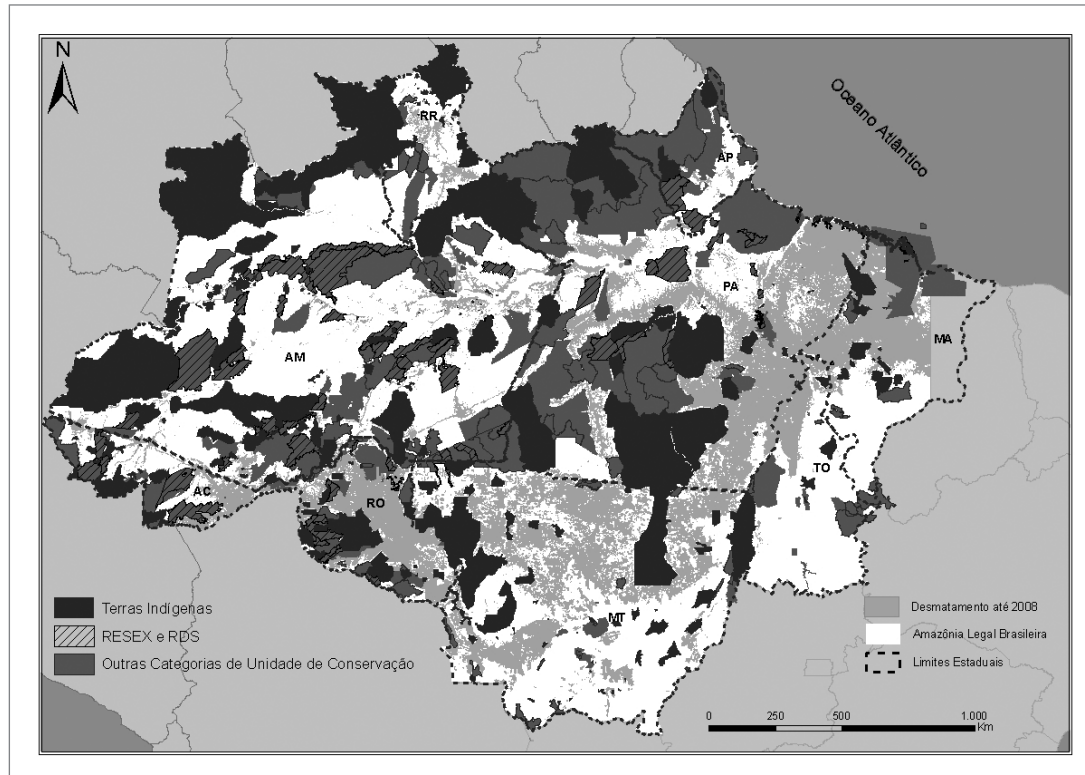 N
Oceano Atlântico
RR
AP
PA
MA
AM
TO
AC
RO
MT
Terras Indígenas
RESEX e RDS
Outras Categorias de Unidade de Conservação
Desmatamento até 2008
Amazônia Legal Brasileira
Limites Estaduais
0 250 500 1.000
Km